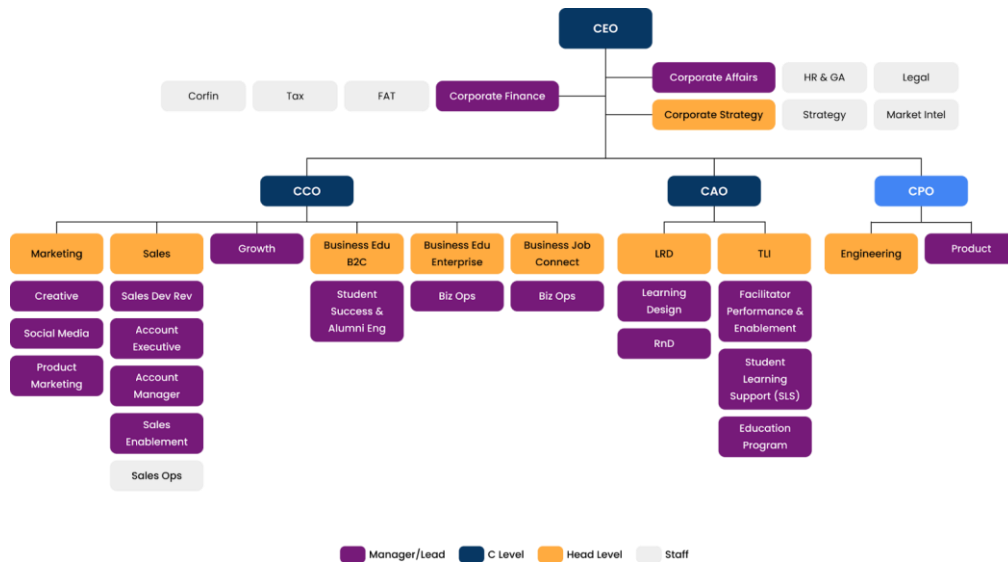 CEO
Corporate Affairs
HR & GA
Legal
Corfin
Tax
FAT
Corporate Finance
Corporate Strategy
Strategy
Market Intel
CCO
CAO
CPO
Marketing
Sales
Growth
Business Edu
B2C
Business Edu
Enterprise
Business Job
Connect
LRD
TLI
Engineering
Product
Creative
Social Media
Product
Marketing
Sales Dev Rev
Account
Executive
Account
Manager
Sales
Enablement
Sales Ops
Student
Success &
Alumni Eng
Biz Ops
Biz Ops
Learning
Design
RnD
Facilitator
Performance &
Enablement
Student
Learning
Support (SLS)
Education
Program
Manager/Lead
C Level
Head Level
Staff